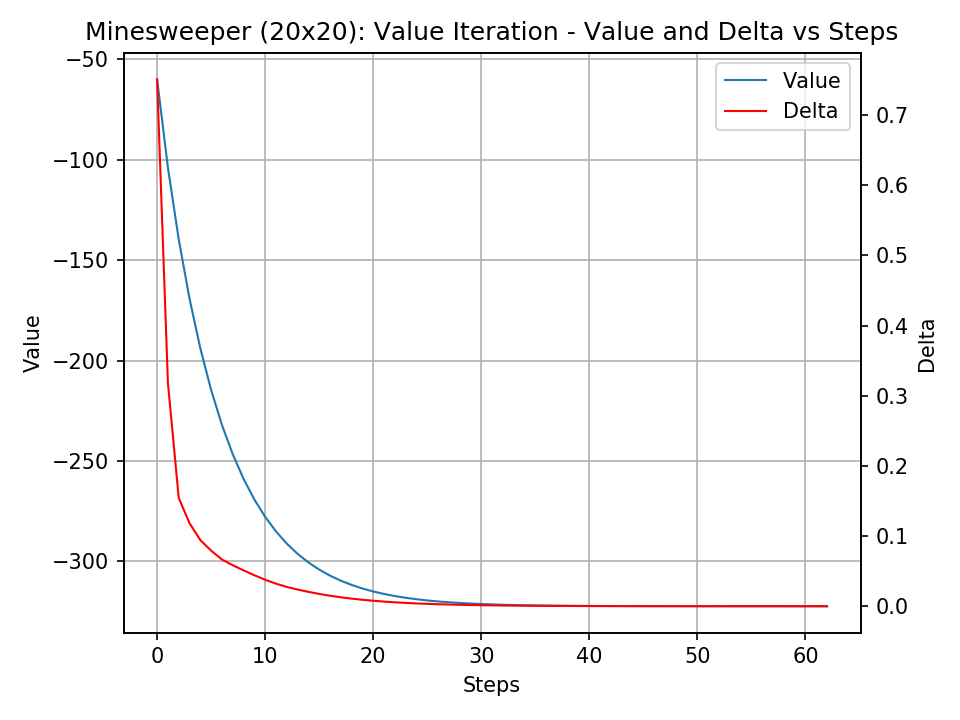 Minesweeper (20x20): Value Iteration - Value and Delta vs Steps
Value
Delta
−50
−100
−150
−200
−250
−300
Value
0.7
0.6
0.5
0.4
0.3
0.2
0.1
0.0
Delta
0 10 20 30 40 50 60
Steps